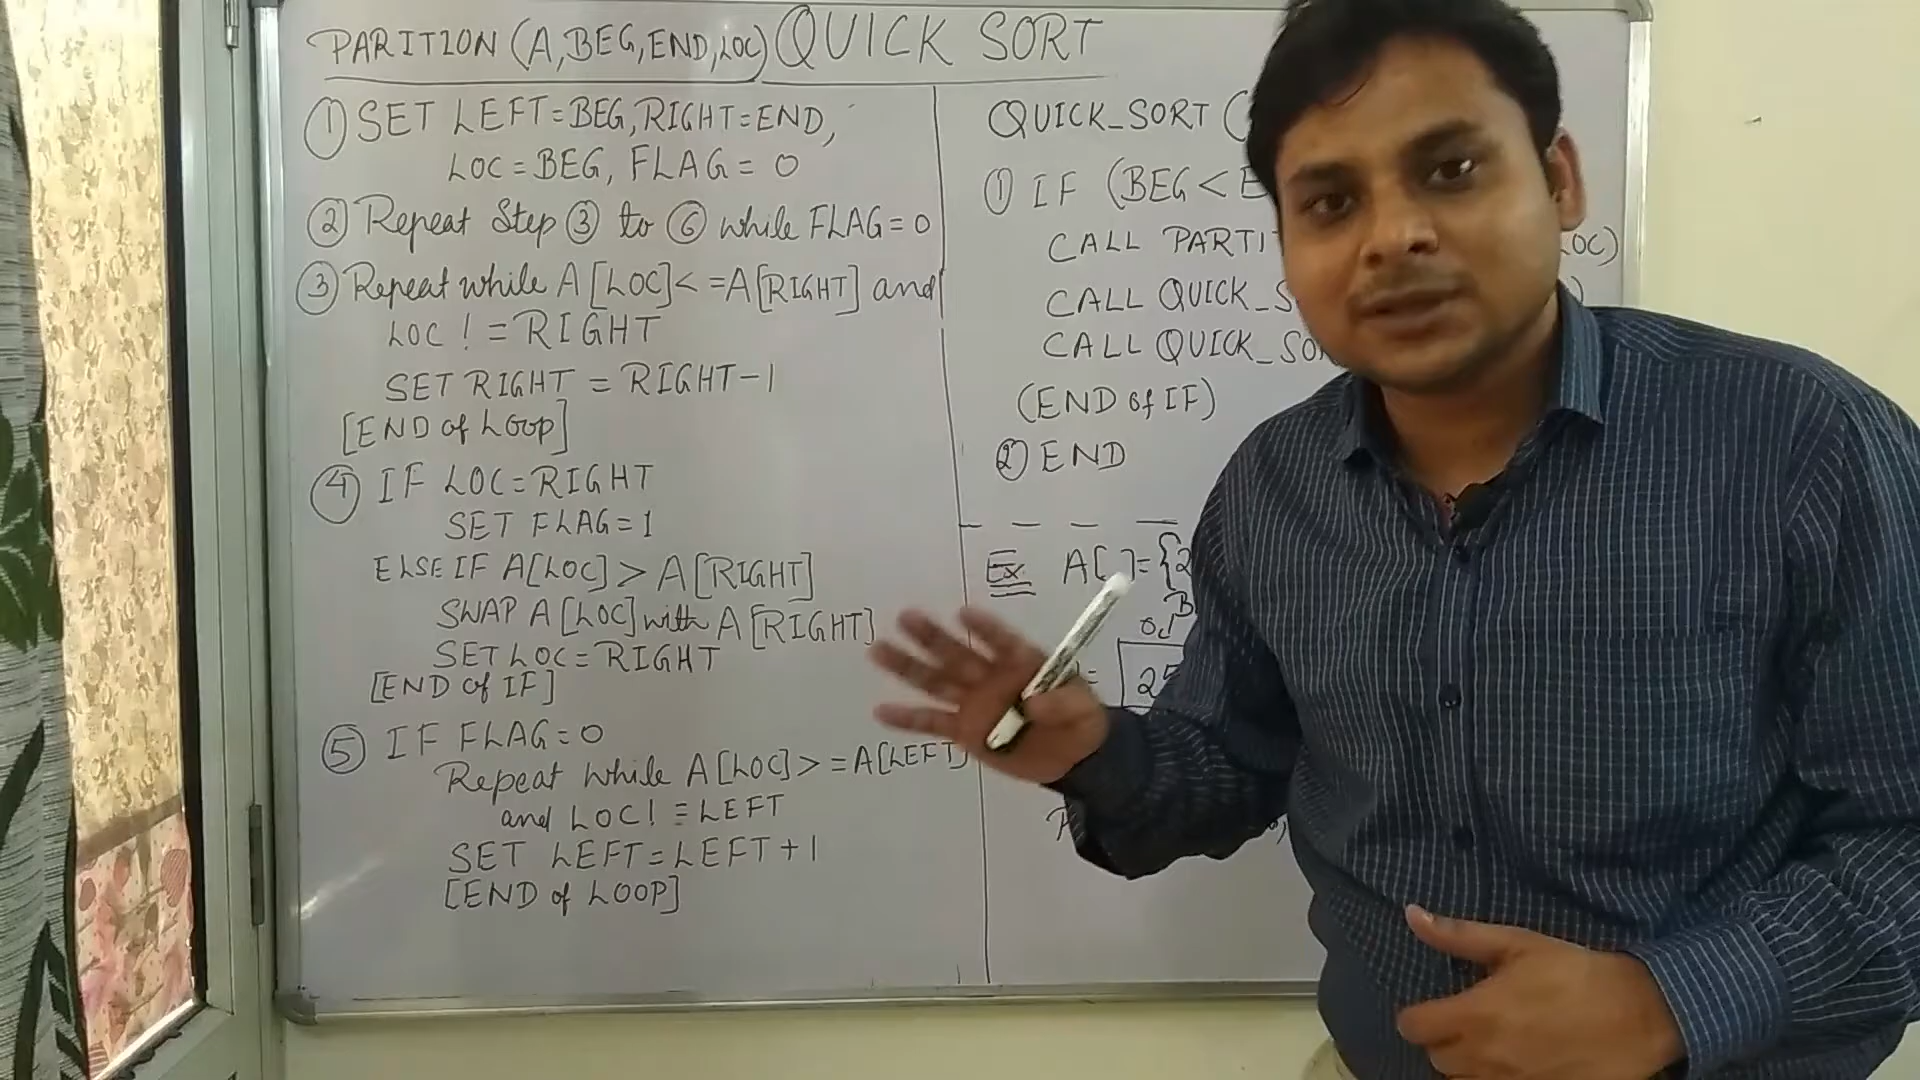 PARITION (A, BEG, END, LOC) QUICK SORT
① SET LEFT=BEG, RIGHT=END,
LOC=BEG, FLAG=0
② Repeat Step ③ to ⑥ while FLAG=0
③ Repeat while A[LOC]<=A[RIGHT] and
LOC!=RIGHT
SET RIGHT=RIGHT-1
[END of LOOP]
④ IF LOC=RIGHT
SET FLAG=1
ELSE IF A[LOC]>A[RIGHT]
SWAP A[LOC] with A[RIGHT]
SET LOC=RIGHT
[END of IF]
⑤ IF FLAG=0
Repeat while A[LOC]>=A[LEFT]
and LOC!=LEFT
SET LEFT=LEFT+1
[END of LOOP]
QUICK_SORT (
① IF (BEG<E
CALL PARTI LOC)
CALL QUICK_S )
CALL QUICK_SOR
(END of IF)
② END
Ex. A[ ]={2
0
= 25